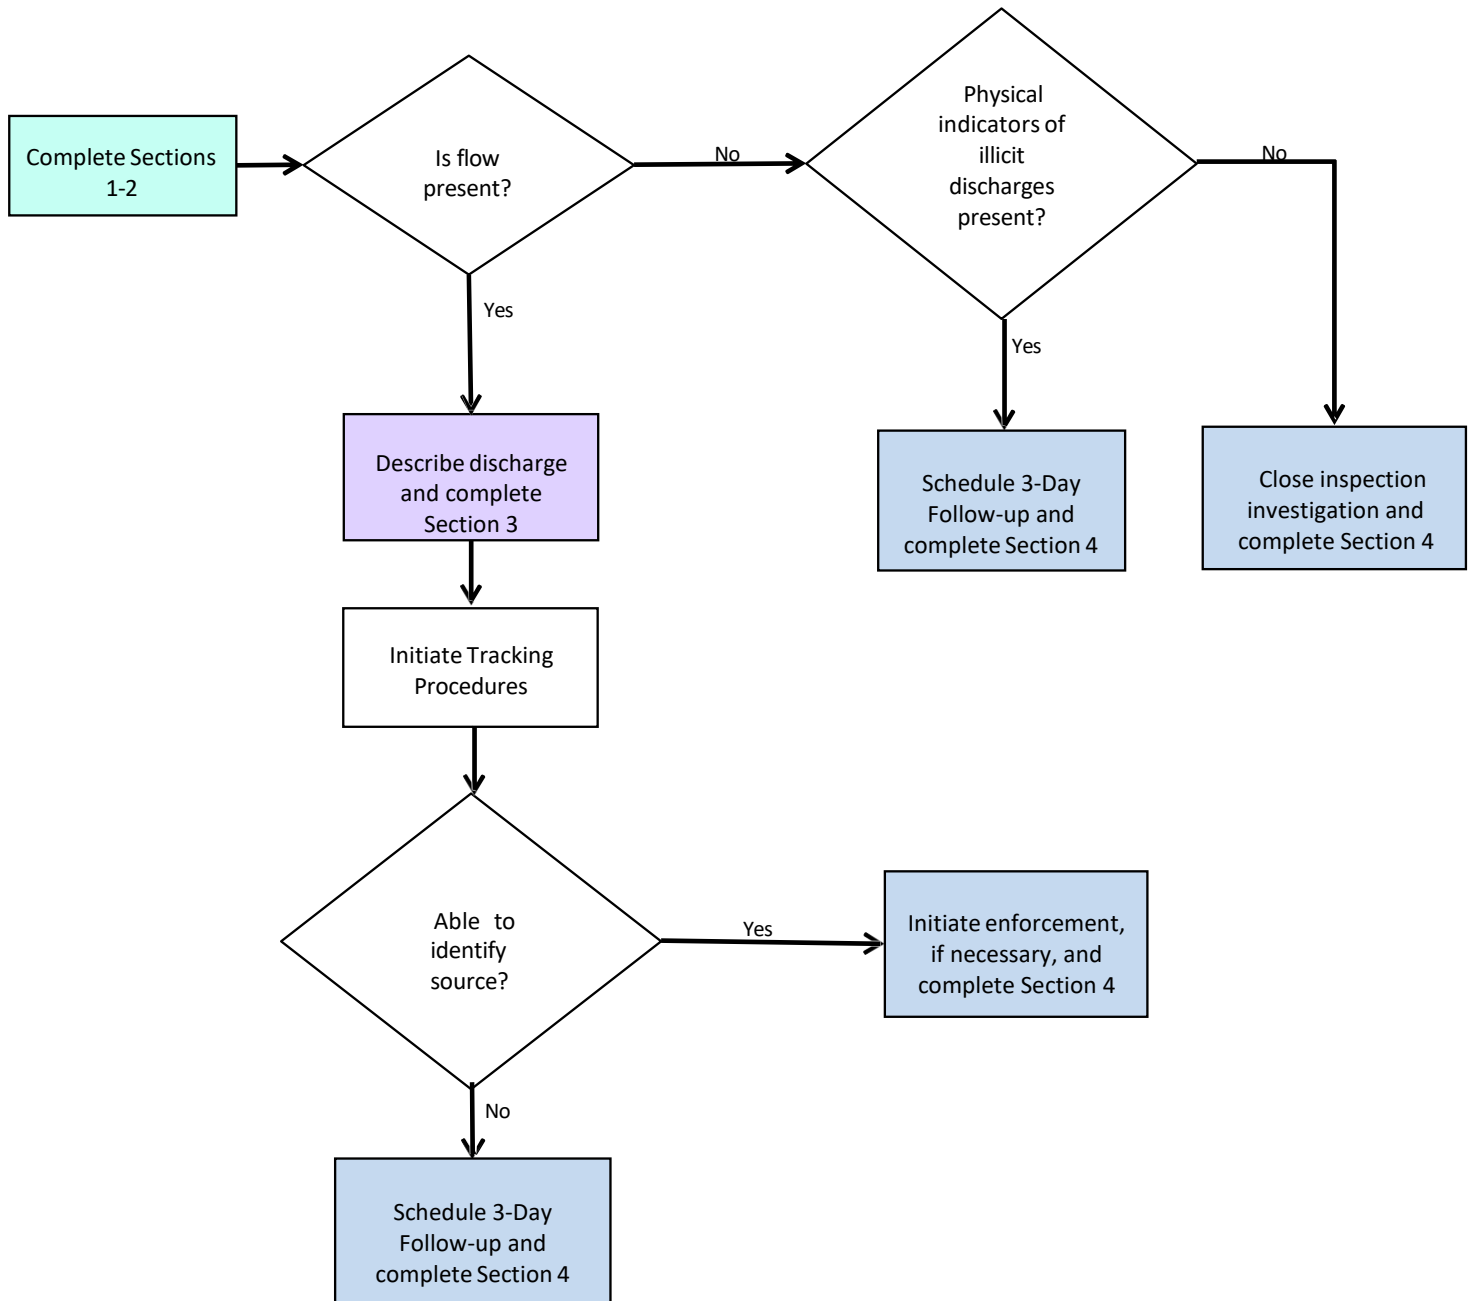 Complete Sections
1-2
Is flow
present?
No
Physical
indicators of
illicit
discharges
present?
No
Yes
Yes
Describe discharge
and complete
Section 3
Schedule 3-Day
Follow-up and
complete Section 4
Close inspection
investigation and
complete Section 4
Initiate Tracking
Procedures
Able to
identify
source?
Yes
Initiate enforcement,
if necessary, and
complete Section 4
No
Schedule 3-Day
Follow-up and
complete Section 4